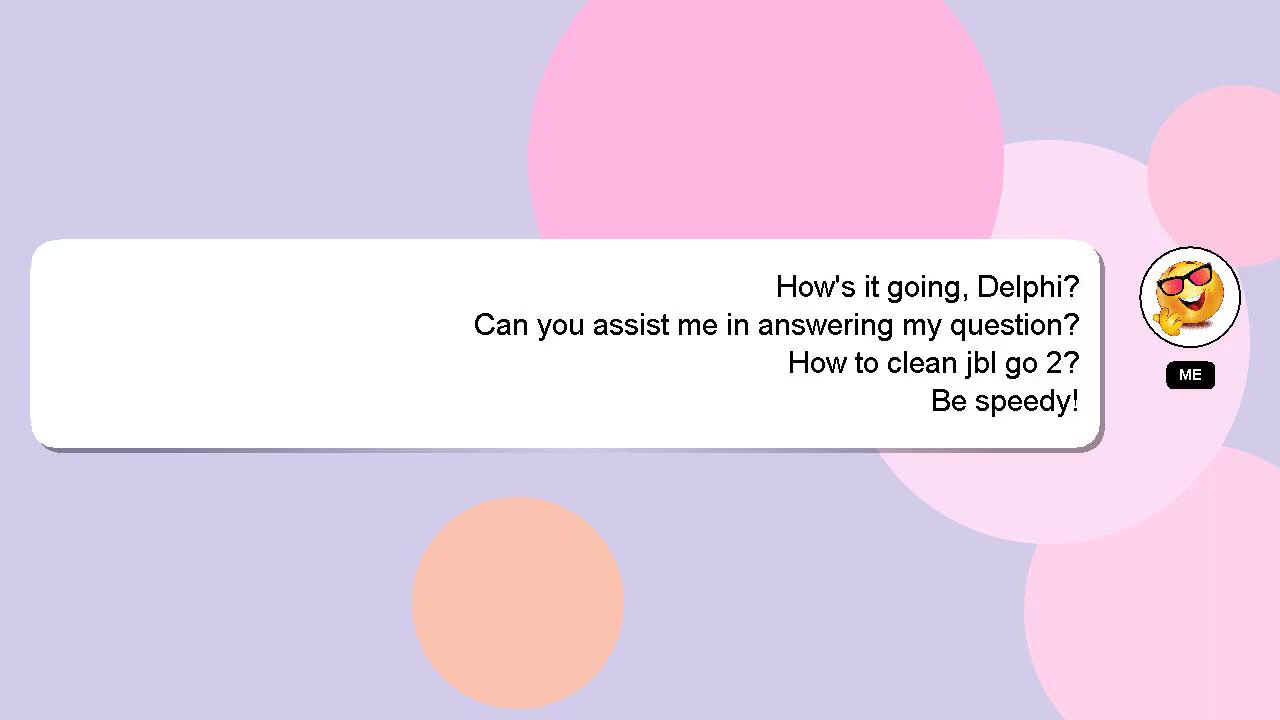 How's it going, Delphi?
Can you assist me in answering my question?
How to clean jbl go 2?
Be speedy!
ME